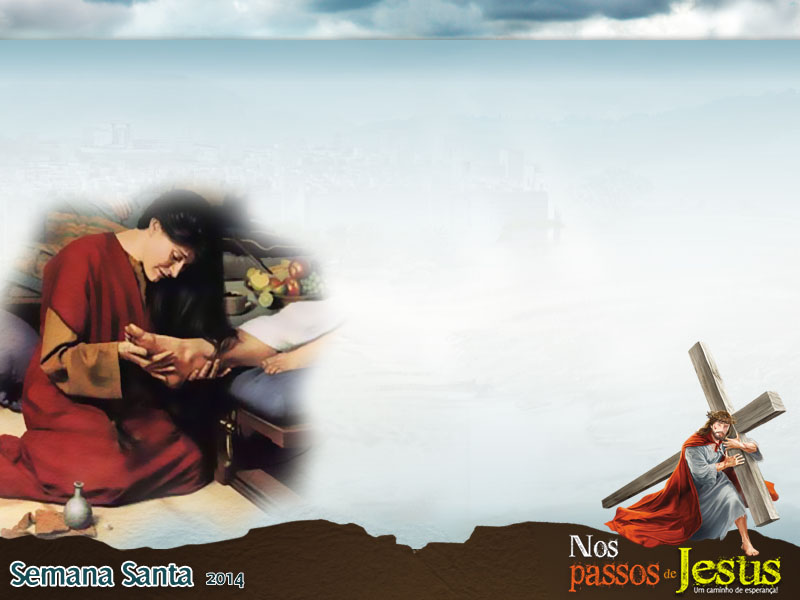 Semana Santa 2014
Nos
passos de Jesus
Um caminho de esperança!